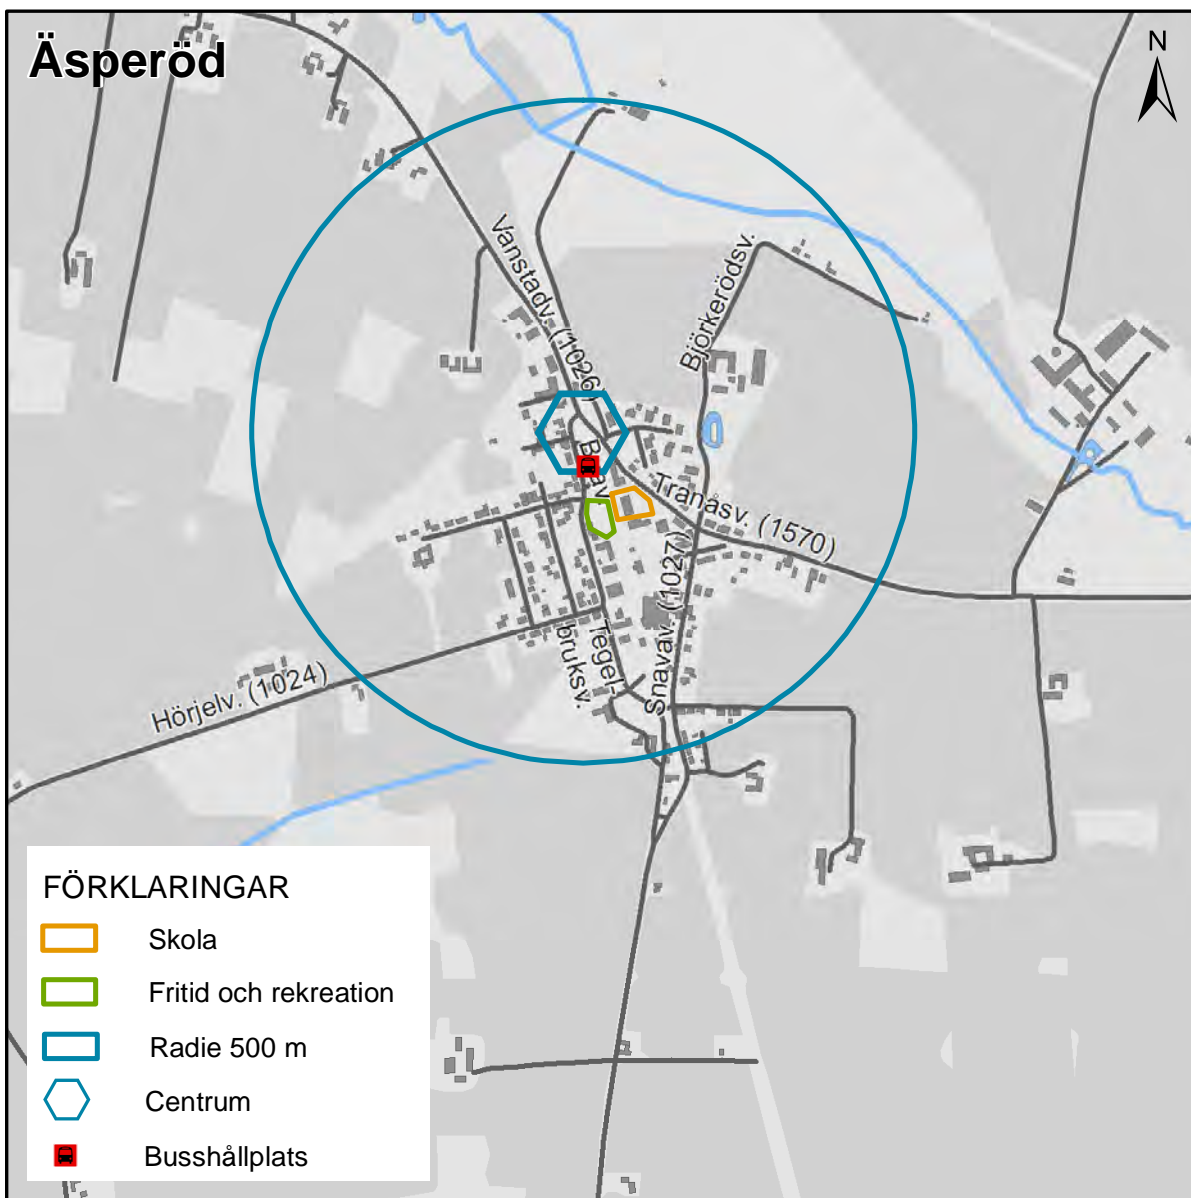 Äsperöd
N
Vanstadv. (1026)
Björkerödsv.
Tranåsv. (1570)
Snavav. (1027)
Tegel-
bruksv.
Hörjelv. (1024)
FÖRKLARINGAR
Skola
Fritid och rekreation
Radie 500 m
Centrum
Busshållplats